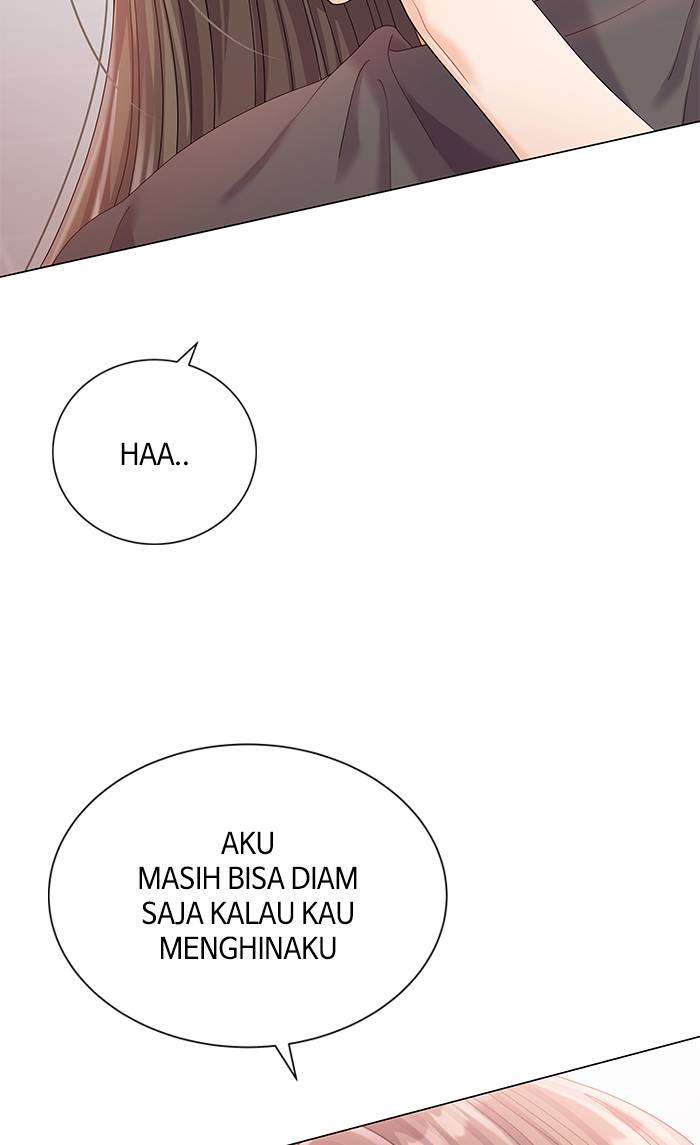 HAA..
AKU
MASIH BISA DIAM
SAJA KALAU KAU
MENGHINAKU